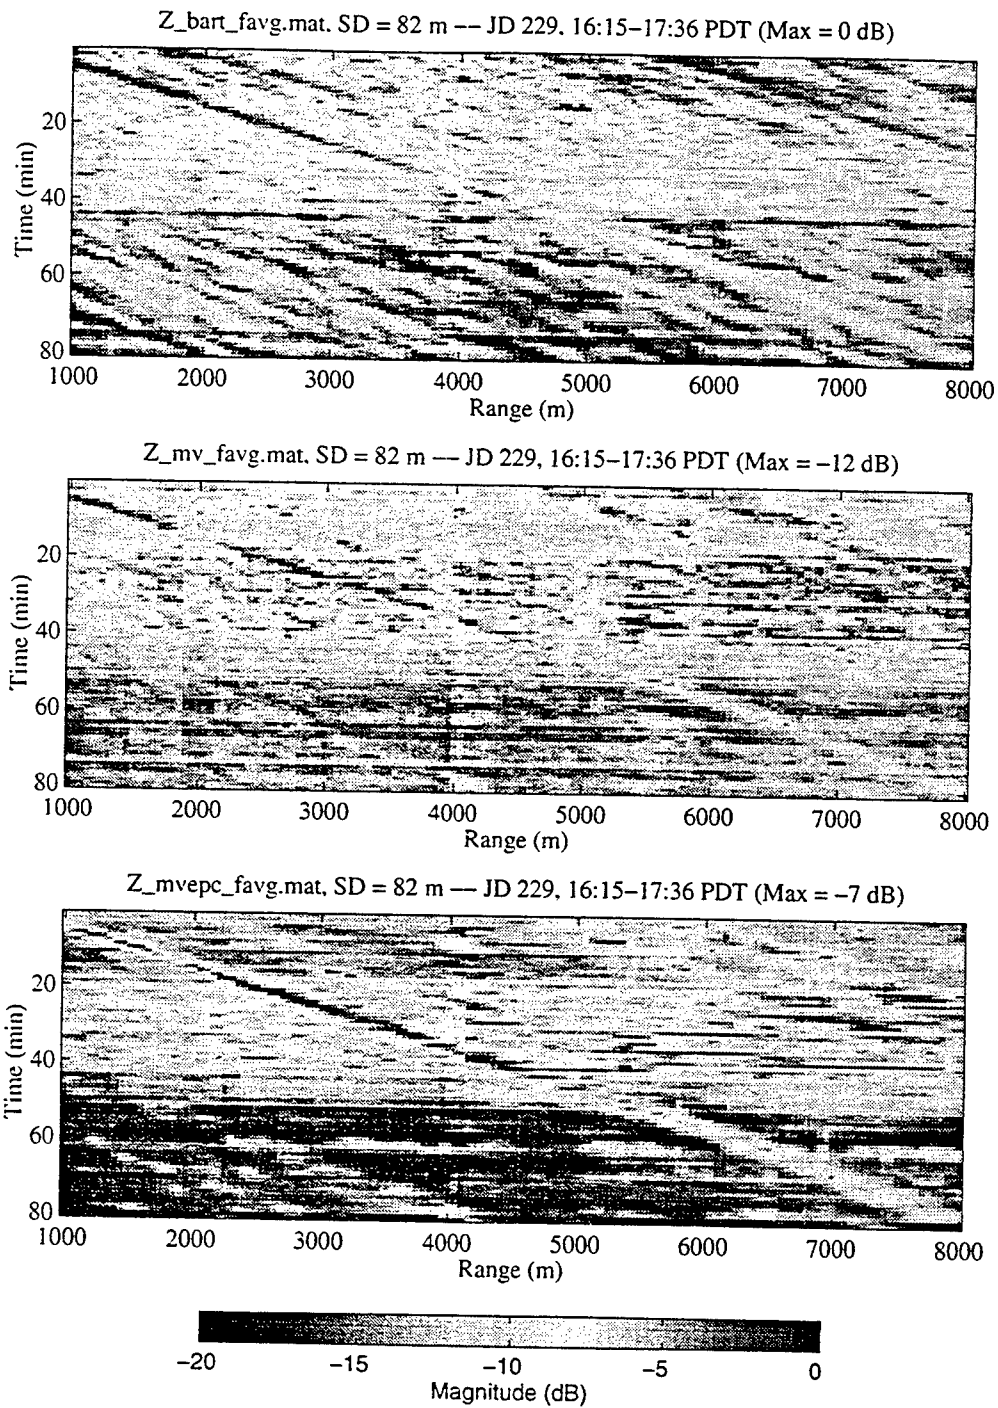 Z_bart_favg.mat, SD = 82 m –– JD 229, 16:15–17:36 PDT (Max = 0 dB)
Time (min)
20
40
60
80
1000 2000 3000 4000 5000 6000 7000 8000
Range (m)
Z_mv_favg.mat, SD = 82 m –– JD 229, 16:15–17:36 PDT (Max = –12 dB)
Time (min)
20
40
60
80
1000 2000 3000 4000 5000 6000 7000 8000
Range (m)
Z_mvepc_favg.mat, SD = 82 m –– JD 229, 16:15–17:36 PDT (Max = –7 dB)
Time (min)
20
40
60
80
1000 2000 3000 4000 5000 6000 7000 8000
Range (m)
–20 –15 –10 –5 0
Magnitude (dB)